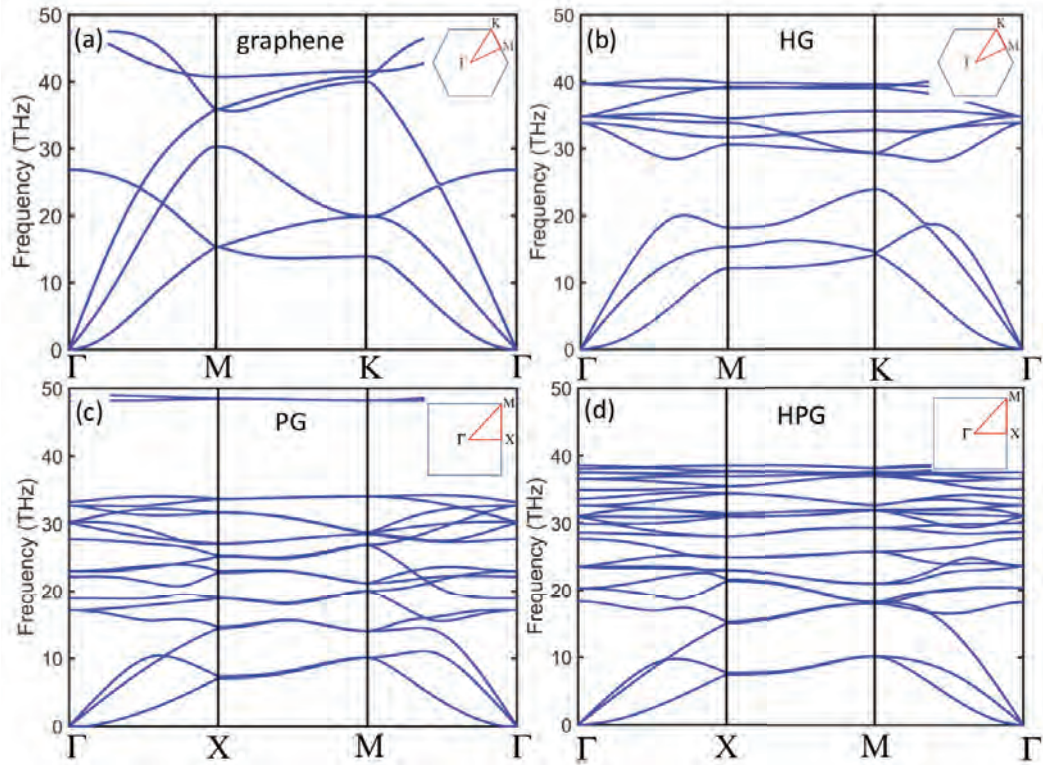 (a) graphene
K
M
Γ
Frequency (THz)
50
40
30
20
10
0
Γ M K Γ
(b) HG
K
M
Γ
Frequency (THz)
50
40
30
20
10
0
Γ M K Γ
(c) PG
M
Γ X
Frequency (THz)
50
40
30
20
10
0
Γ X M Γ
(d) HPG
M
Γ X
Frequency (THz)
50
40
30
20
10
0
Γ X M Γ